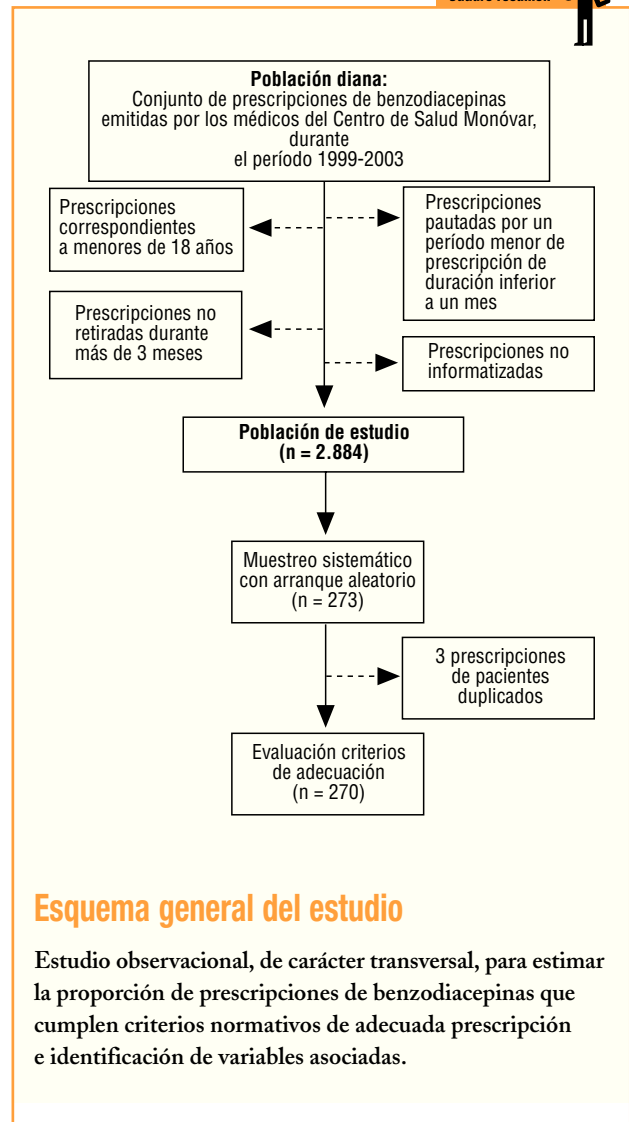 Población diana:
Conjunto de prescripciones de benzodiacepinas
emitidas por los médicos del Centro de Salud Monóvar,
durante
el período 1999-2003
Prescripciones
correspondientes
a menores de 18 años
Prescripciones
pautadas por un
período menor de
prescripción de
duración inferior
a un mes
Prescripciones no
retiradas durante
más de 3 meses
Prescripciones no
informatizadas
Población de estudio
(n = 2.884)
Muestreo sistemático
con arranque aleatorio
(n = 273)
3 prescripciones
de pacientes
duplicados
Evaluación criterios
de adecuación
(n = 270)
Esquema general del estudio
Estudio observacional, de carácter transversal, para estimar
la proporción de prescripciones de benzodiacepinas que
cumplen criterios normativos de adecuada prescripción
e identificación de variables asociadas.